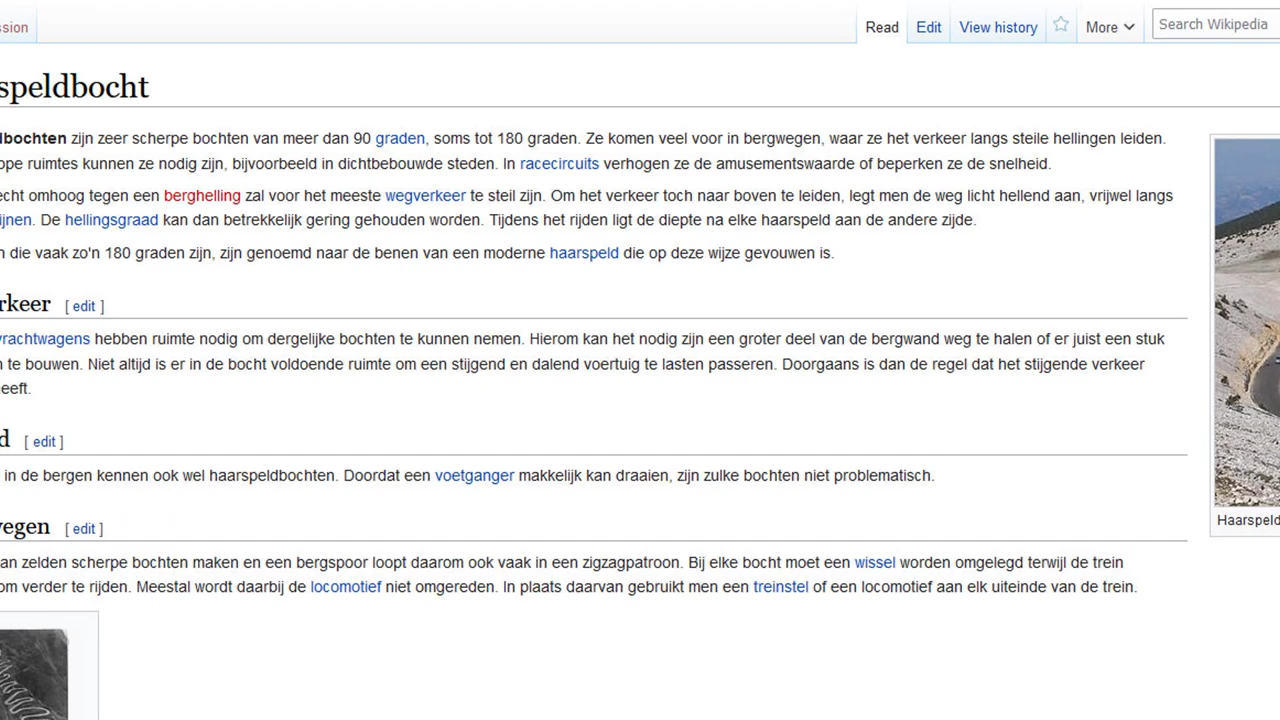 ssion Read Edit View history More Search Wikipedia
speldbocht
lbochten zijn zeer scherpe bochten van meer dan 90 graden, soms tot 180 graden. Ze komen veel voor in bergwegen, waar ze het verkeer langs steile hellingen leiden.
ope ruimtes kunnen ze nodig zijn, bijvoorbeeld in dichtbebouwde steden. In racecircuits verhogen ze de amusementswaarde of beperken ze de snelheid.
echt omhoog tegen een berghelling zal voor het meeste wegverkeer te steil zijn. Om het verkeer toch naar boven te leiden, legt men de weg licht hellend aan, vrijwel langs
ijnen. De hellingsgraad kan dan betrekkelijk gering gehouden worden. Tijdens het rijden ligt de diepte na elke haarspeld aan de andere zijde.
n die vaak zo'n 180 graden zijn, zijn genoemd naar de benen van een moderne haarspeld die op deze wijze gevouwen is.
rkeer [ edit ]
vrachtwagens hebben ruimte nodig om dergelijke bochten te kunnen nemen. Hierom kan het nodig zijn een groter deel van de bergwand weg te halen of er juist een stuk
n te bouwen. Niet altijd is er in de bocht voldoende ruimte om een stijgend en dalend voertuig te lasten passeren. Doorgaans is dan de regel dat het stijgende verkeer
eeft.
d [ edit ]
in de bergen kennen ook wel haarspeldbochten. Doordat een voetganger makkelijk kan draaien, zijn zulke bochten niet problematisch.
wegen [ edit ]
Haarspeld
an zelden scherpe bochten maken en een bergspoor loopt daarom ook vaak in een zigzagpatroon. Bij elke bocht moet een wissel worden omgelegd terwijl de trein
om verder te rijden. Meestal wordt daarbij de locomotief niet omgereden. In plaats daarvan gebruikt men een treinstel of een locomotief aan elk uiteinde van de trein.